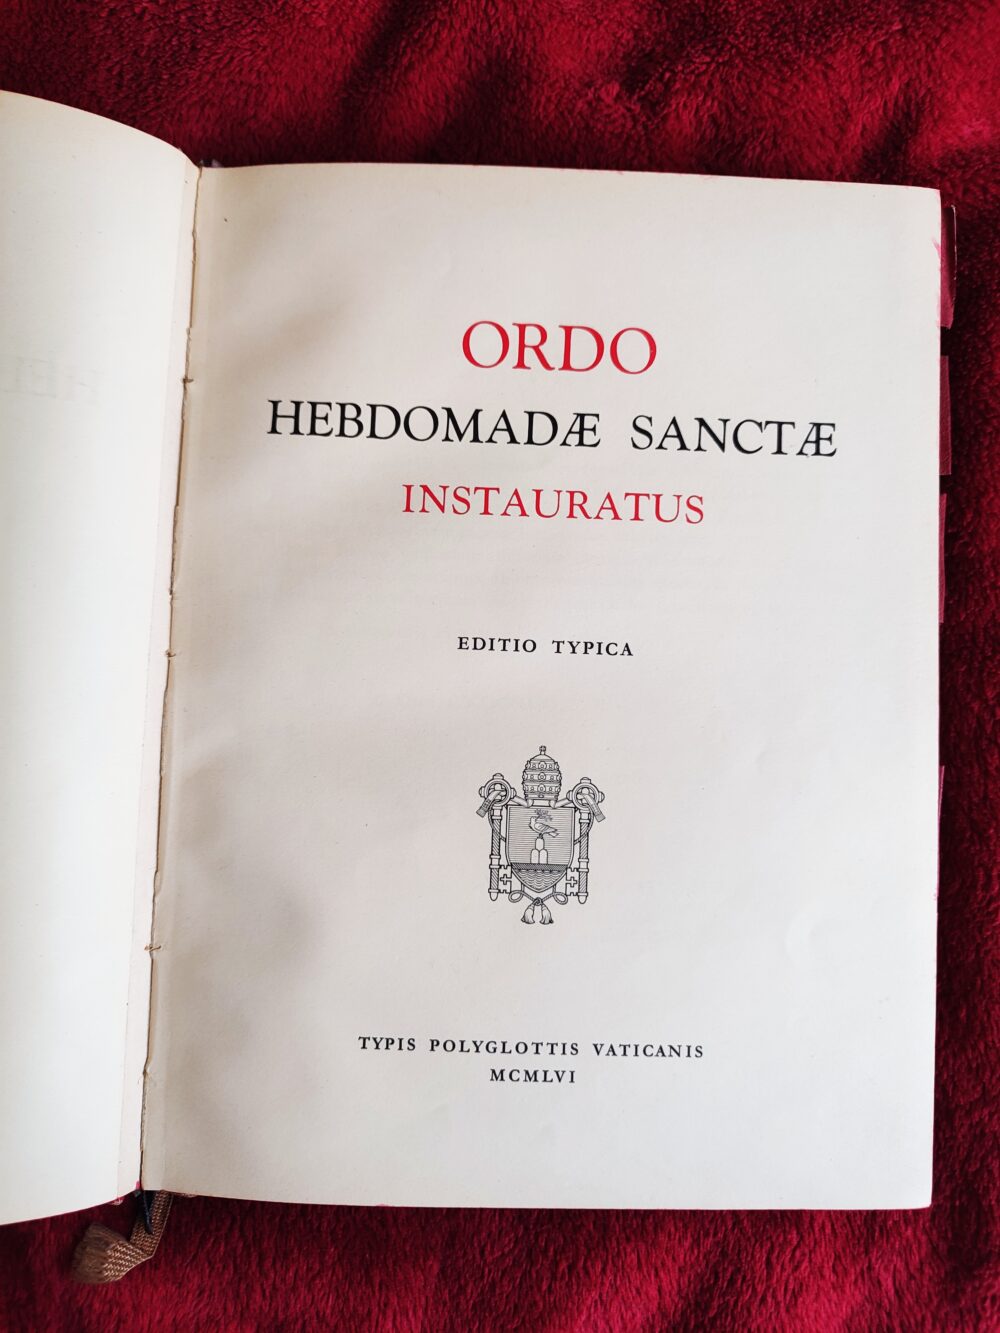 ORDO
HEBDOMADÆ SANCTÆ
INSTAURATUS
EDITIO TYPICA
TYPIS POLYGLOTTIS VATICANIS
MCMLVI